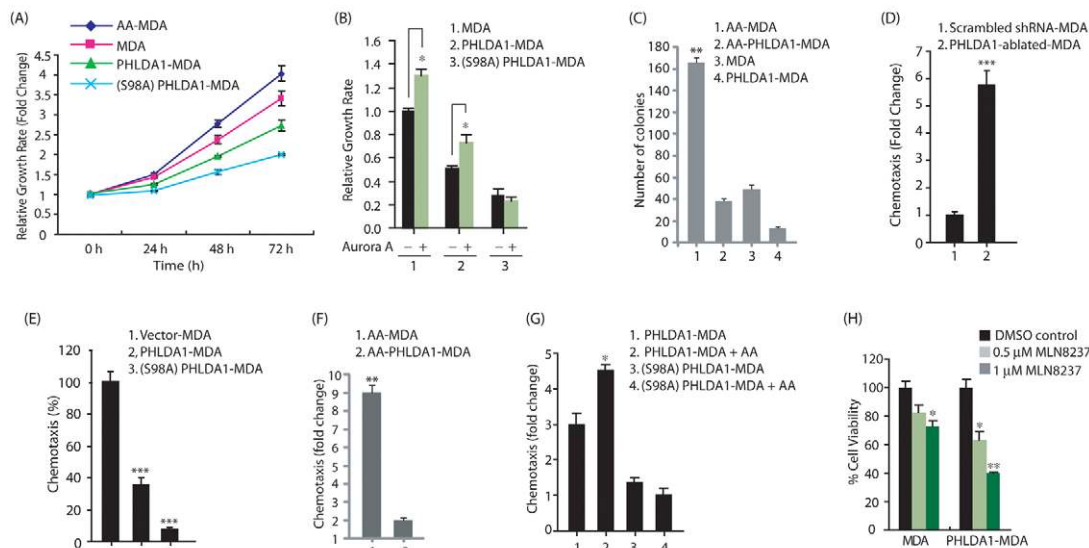 (A)
AA-MDA
MDA
PHLDA1-MDA
(S98A) PHLDA1-MDA
Relative Growth Rate (Fold Change)
4.5
4
3.5
3
2.5
2
1.5
1
4.5
0 h 24 h 48 h 72 h
Time (h)
(B)
1. MDA
2. PHLDA1-MDA
3. (S98A) PHLDA1-MDA
Relative Growth Rate
1.6
1.4
1.2
1.0
0.8
0.6
0.4
0.2
0.0
*
*
Aurora A – + – + – +
1 2 3
(C)
1. AA-MDA
2. AA-PHLDA1-MDA
3. MDA
4. PHLDA1-MDA
Number of colonies
180
160
140
120
100
80
60
40
20
0
**
1 2 3 4
(D)
1. Scrambled shRNA-MDA
2. PHLDA1-ablated-MDA
Chemotaxis (Fold Change)
7
6
5
4
3
2
1
0
***
1 2
(E)
1. Vector-MDA
2, PHLDA1-MDA
3. (S98A) PHLDA1-MDA
Chemotaxis (%)
120
100
80
60
40
20
0
***
***
(F)
1. AA-MDA
2. AA-PHLDA1-MDA
Chemotaxis (fold change)
10
9
8
7
6
5
4
3
2
1
**
(G)
1. PHLDA1-MDA
2. PHLDA1-MDA + AA
3. (S98A) PHLDA1-MDA
4. (S98A) PHLDA1-MDA + AA
Chemotaxis (fold change)
5
4
3
2
1
0
*
1 2 3 4
(H)
DMSO control
0.5 μM MLN8237
1 μM MLN8237
% Cell Viability
120
100
80
60
40
20
0
*
*
**
MDA PHLDA1-MDA